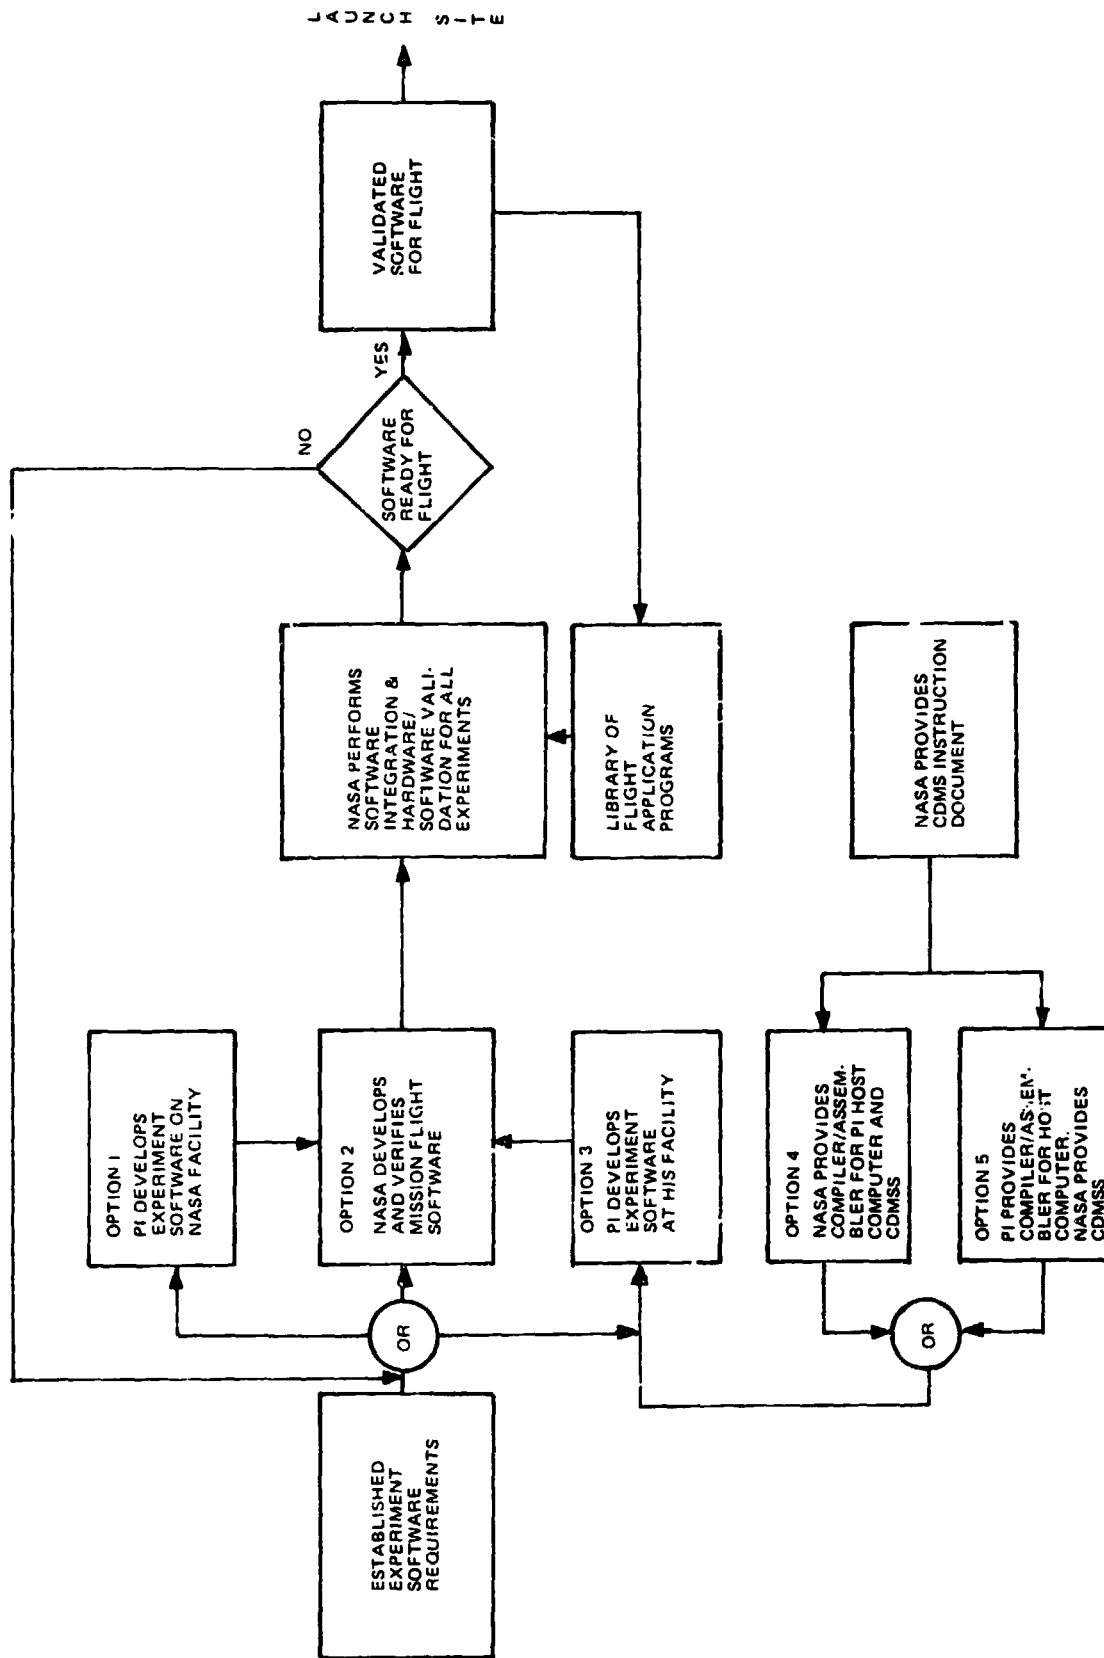 ESTABLISHED
EXPERIMENT
SOFTWARE
REQUIREMENTS
OR
OPTION 1
PI DEVELOPS
EXPERIMENT
SOFTWARE ON
NASA FACILITY
OPTION 2
NASA DEVELOPS
AND VERIFIES
MISSION FLIGHT
SOFTWARE
OPTION 3
PI DEVELOPS
EXPERIMENT
SOFTWARE
AT HIS FACILITY
OR
OPTION 4
NASA PROVIDES
COMPILER/ASSEM-
BLER FOR PI HOST
COMPUTER AND
CDMSS
OPTION 5
PI PROVIDES
COMPILER/ASSEM-
BLER FOR HOST
COMPUTER.
NASA PROVIDES
CDMSS
NASA PROVIDES
CDMS INSTRUCTION
DOCUMENT
NASA PERFORMS
SOFTWARE
INTEGRATION &
HARDWARE/
SOFTWARE VALI-
DATION FOR ALL
EXPERIMENTS
LIBRARY OF
FLIGHT
APPLICATION
PROGRAMS
SOFTWARE
READY FOR
FLIGHT
NO
YES
VALIDATED
SOFTWARE
FOR FLIGHT
LAUNCH SITE